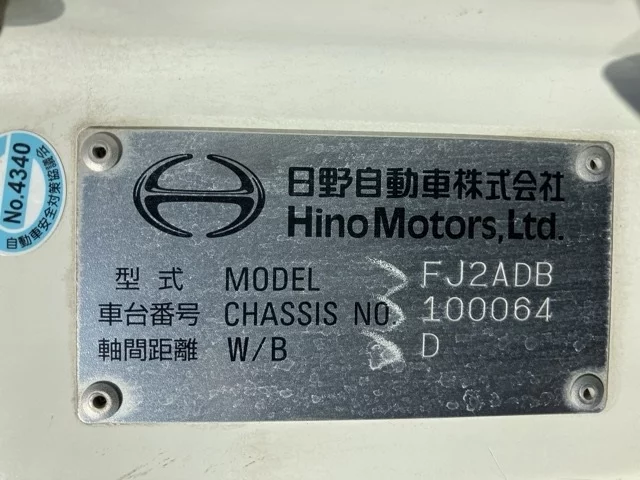 日野自動車株式会社
Hino Motors, Ltd.
型式 MODEL FJ2ADB
車台番号 CHASSIS NO 100064
軸間距離 W/B D
No.4340
自動車安全対策協議会